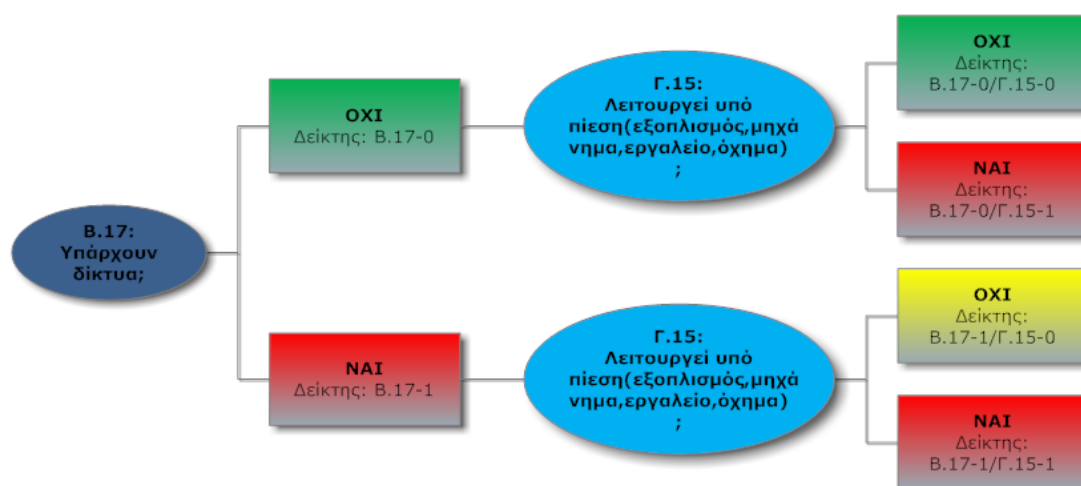 Β.17:
Υπάρχουν
δίκτυα;
ΟΧΙ
Δείκτης: Β.17-0
Γ.15:
Λειτουργεί υπό
πίεση(εξοπλισμός,μηχά
νημα,εργαλείο,όχημα)
;
ΟΧΙ
Δείκτης:
Β.17-0/Γ.15-0
ΝΑΙ
Δείκτης:
Β.17-0/Γ.15-1
ΝΑΙ
Δείκτης: Β.17-1
Γ.15:
Λειτουργεί υπό
πίεση(εξοπλισμός,μηχά
νημα,εργαλείο,όχημα)
;
ΟΧΙ
Δείκτης:
Β.17-1/Γ.15-0
ΝΑΙ
Δείκτης:
Β.17-1/Γ.15-1